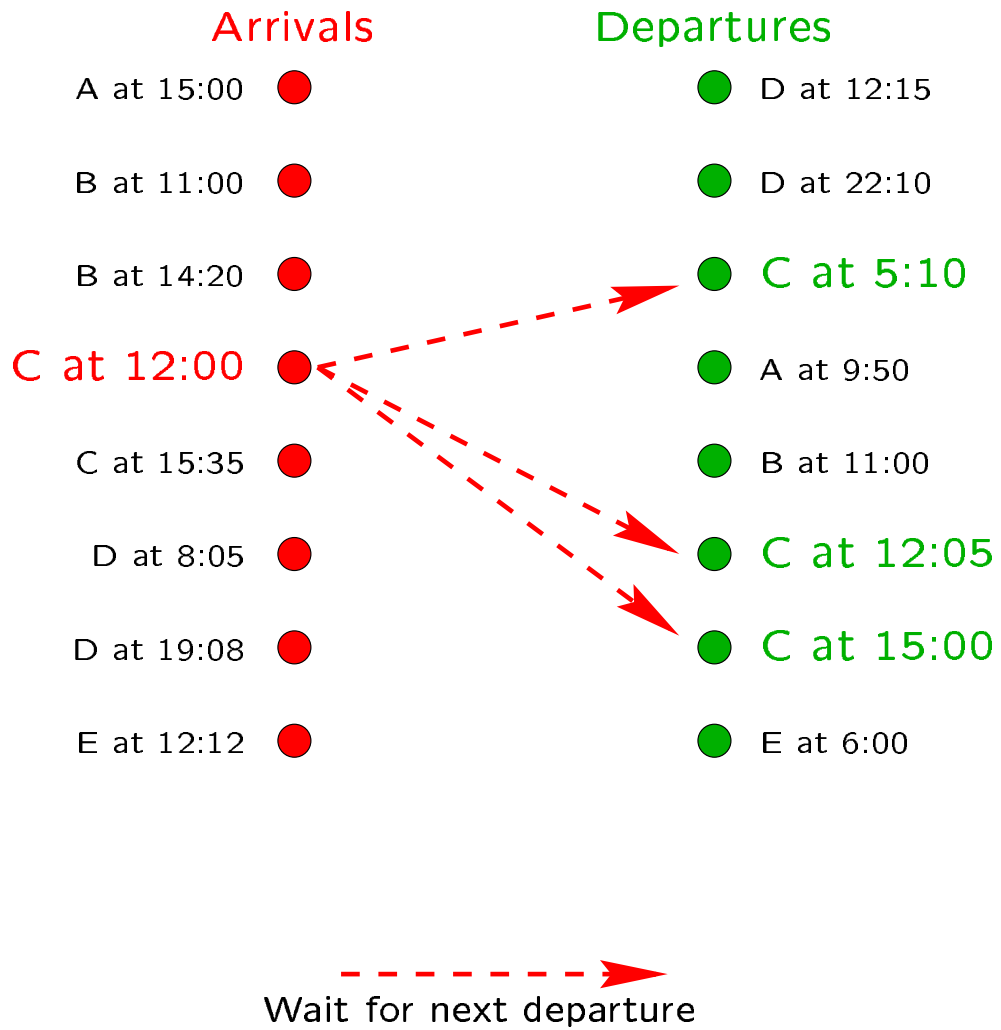 Arrivals
Departures
A at 15:00
D at 12:15
B at 11:00
D at 22:10
B at 14:20
C at 5:10
C at 12:00
A at 9:50
C at 15:35
B at 11:00
D at 8:05
C at 12:05
D at 19:08
C at 15:00
E at 12:12
E at 6:00
Wait for next departure